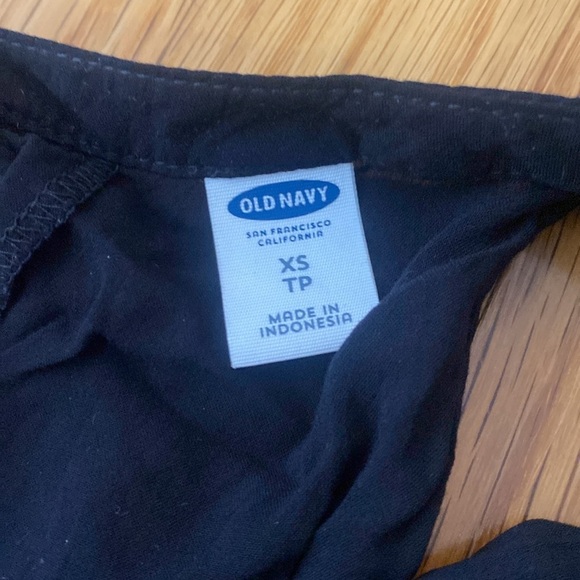 OLD NAVY
SAN FRANCISCO
CALIFORNIA
XS
TP
MADE IN
INDONESIA